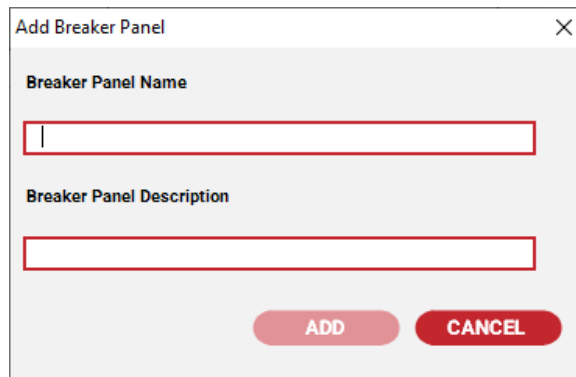 Add Breaker Panel
Breaker Panel Name
Breaker Panel Description
ADD
CANCEL